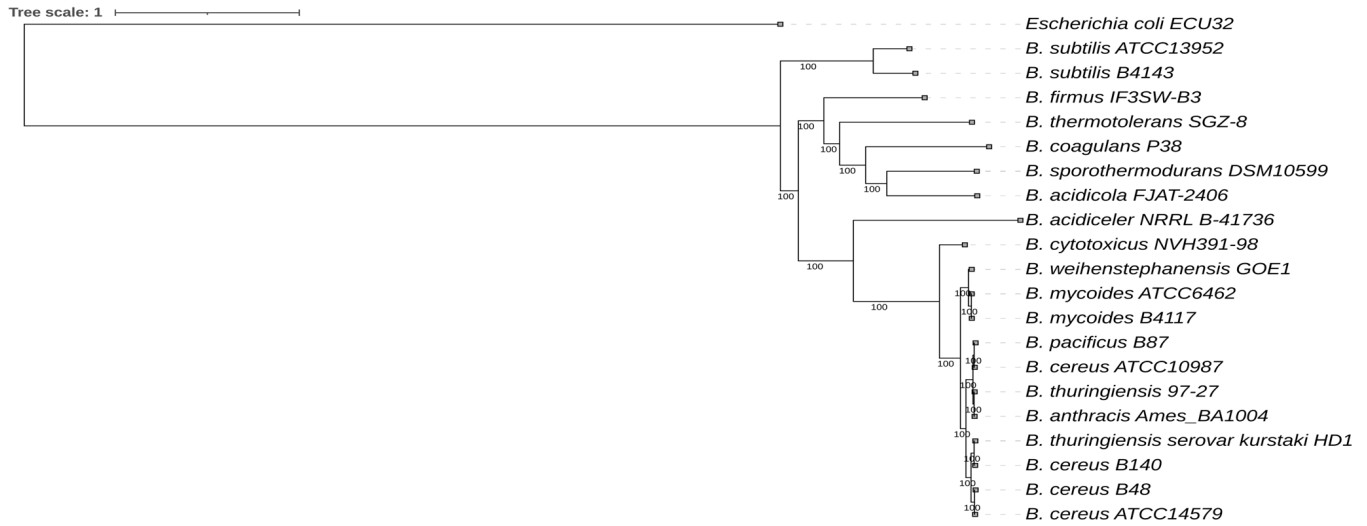 Tree scale: 1
Escherichia coli ECU32
B. subtilis ATCC13952
100
B. subtilis B4143
B. firmus IF3SW-B3
100
B. thermotolerans SGZ-8
100
B. coagulans P38
100
B. sporothermodurans DSM10599
100
B. acidicola FJAT-2406
100
B. acidiceler NRRL B-41736
B. cytotoxicus NVH391-98
100
B. weihenstephanensis GOE1
100
B. mycoides ATCC6462
100
100
B. mycoides B4117
B. pacificus B87
100
100
B. cereus ATCC10987
100
B. thuringiensis 97-27
100
B. anthracis Ames_BA1004
100
B. thuringiensis serovar kurstaki HD1
100
B. cereus B140
100
B. cereus B48
100
B. cereus ATCC14579